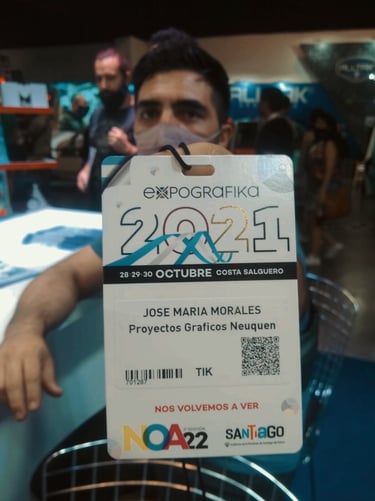 expografika
2021
28·29·30 OCTUBRE COSTA SALGUERO
JOSE MARIA MORALES
Proyectos Graficos Neuquen
701287
TIK
NOS VOLVEMOS A VER
NOA22
SANTIAGO